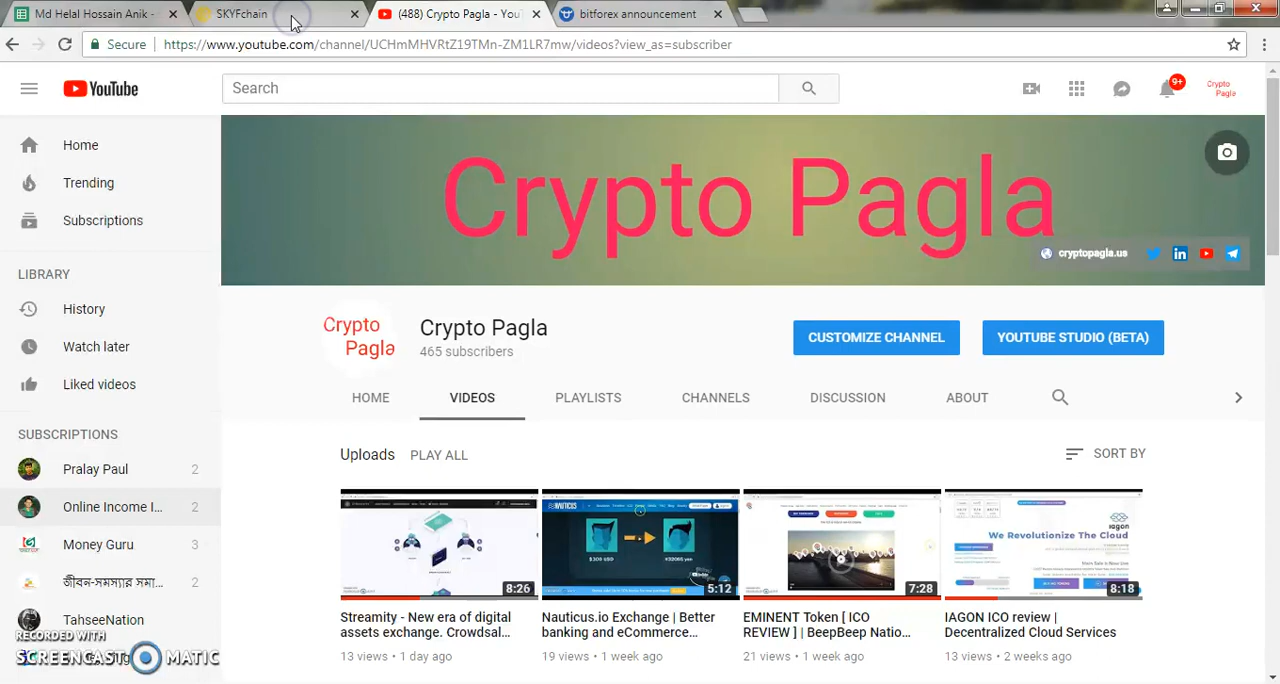 Md Helal Hossain Anik -
SKYFchain
(488) Crypto Pagla - You
bitforex announcement
Secure
https://www.youtube.com/channel/UCHmMHVRtZ19TMn-ZM1LR7mw/videos?view_as=subscriber
YouTube
Search
9+
Crypto
Pagla
Home
Trending
Subscriptions
LIBRARY
History
Watch later
Liked videos
SUBSCRIPTIONS
Pralay Paul 2
Online Income I... 2
Money Guru 3
জীবন-সমস্যার সমা... 2
TahseeNation
RECORDED WITH
SCREENCAST-O-MATIC
Crypto Pagla
cryptopagla.us
Crypto
Pagla
Crypto Pagla
465 subscribers
CUSTOMIZE CHANNEL
YOUTUBE STUDIO (BETA)
HOME
VIDEOS
PLAYLISTS
CHANNELS
DISCUSSION
ABOUT
Uploads
PLAY ALL
SORT BY
8:26
Streamity - New era of digital
assets exchange. Crowdsal...
13 views • 1 day ago
NAUTICUS
$300 USD
5:12
Nauticus.io Exchange | Better
banking and eCommerce...
19 views • 1 week ago
7:28
EMINENT Token [ ICO
REVIEW ] | BeepBeep Natio...
21 views • 1 week ago
IAGON
We Revolutionize The Cloud
8:18
IAGON ICO review |
Decentralized Cloud Services
13 views • 2 weeks ago